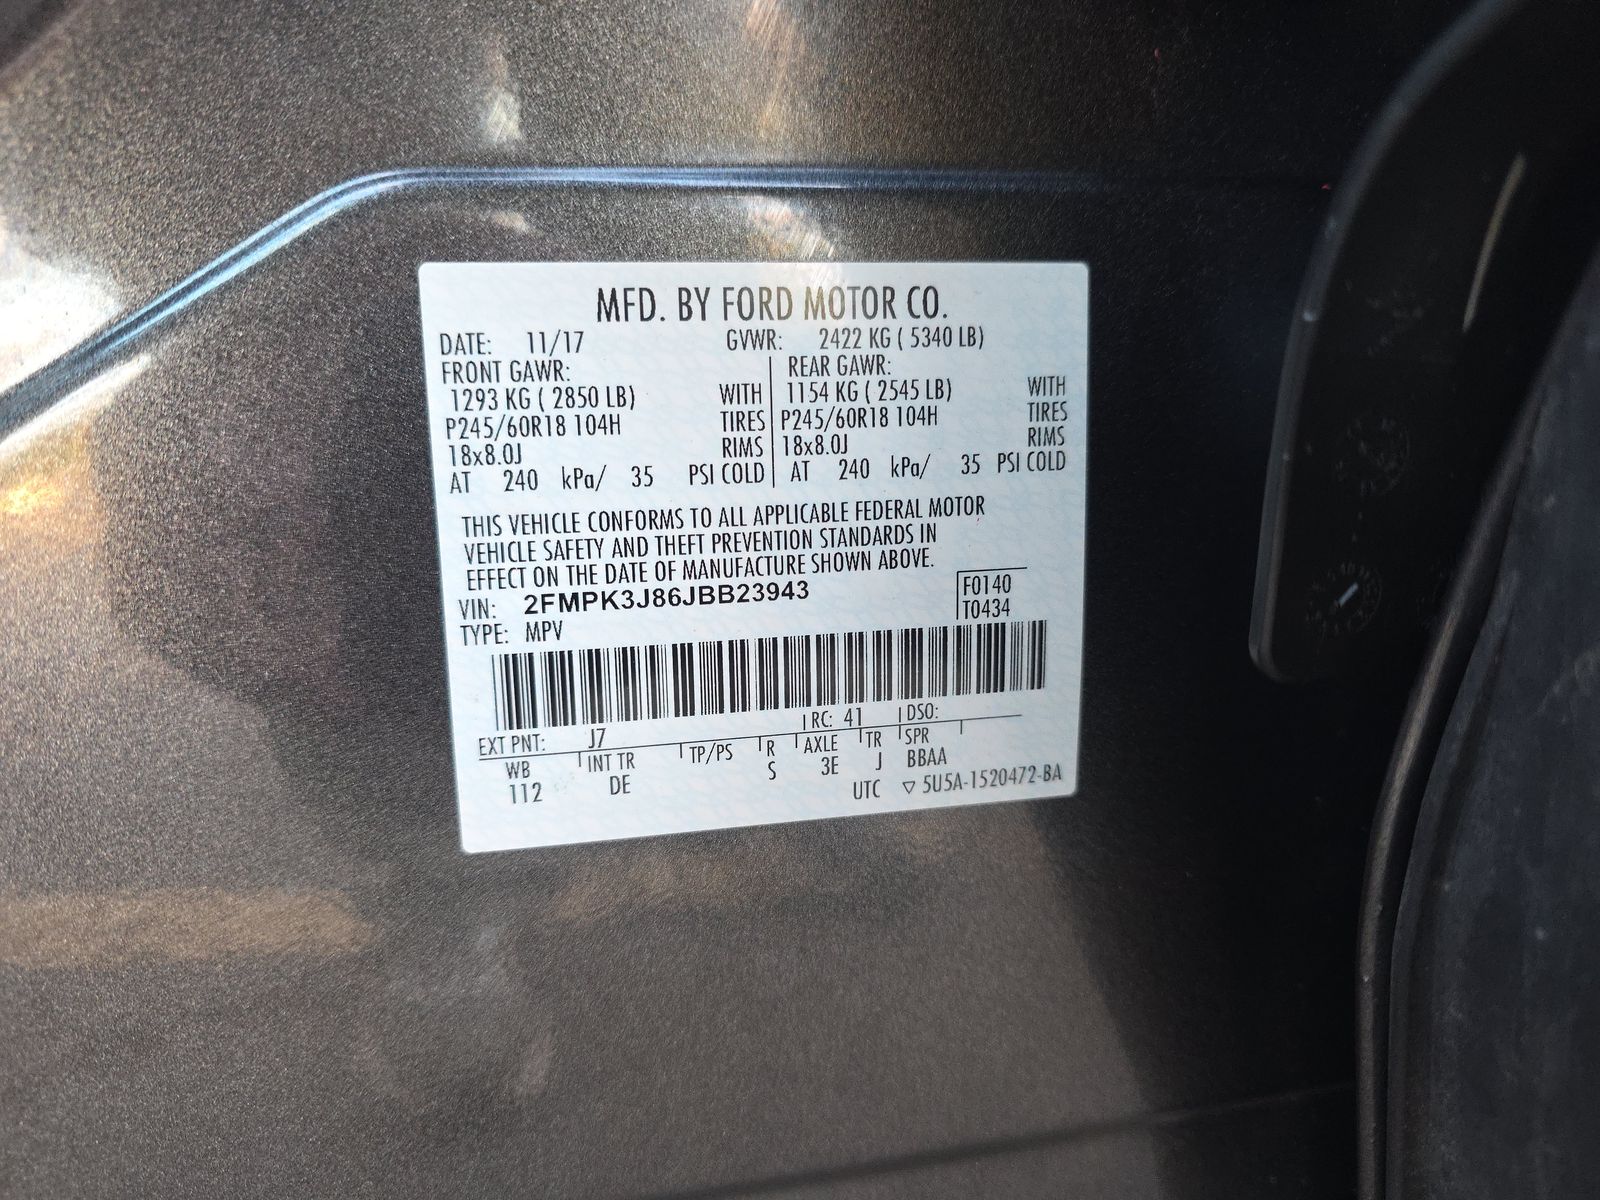 MFD. BY FORD MOTOR CO.
DATE: 11/17 GVWR: 2422 KG ( 5340 LB)
FRONT GAWR: REAR GAWR:
1293 KG ( 2850 LB) WITH 1154 KG ( 2545 LB) WITH
P245/60R18 104H TIRES P245/60R18 104H TIRES
18x8.0J RIMS 18x8.0J RIMS
AT 240 kPa/ 35 PSI COLD AT 240 kPa/ 35 PSI COLD
THIS VEHICLE CONFORMS TO ALL APPLICABLE FEDERAL MOTOR
VEHICLE SAFETY AND THEFT PREVENTION STANDARDS IN
EFFECT ON THE DATE OF MANUFACTURE SHOWN ABOVE.
VIN: 2FMPK3J86JBB23943 F0140
TYPE: MPV T0434
RC: 41 DSO:
EXT PNT: J7
WB INT TR TP/PS R AXLE TR SPR
112 DE S 3E J BBAA
UTC ▽ 5U5A-1520472-BA